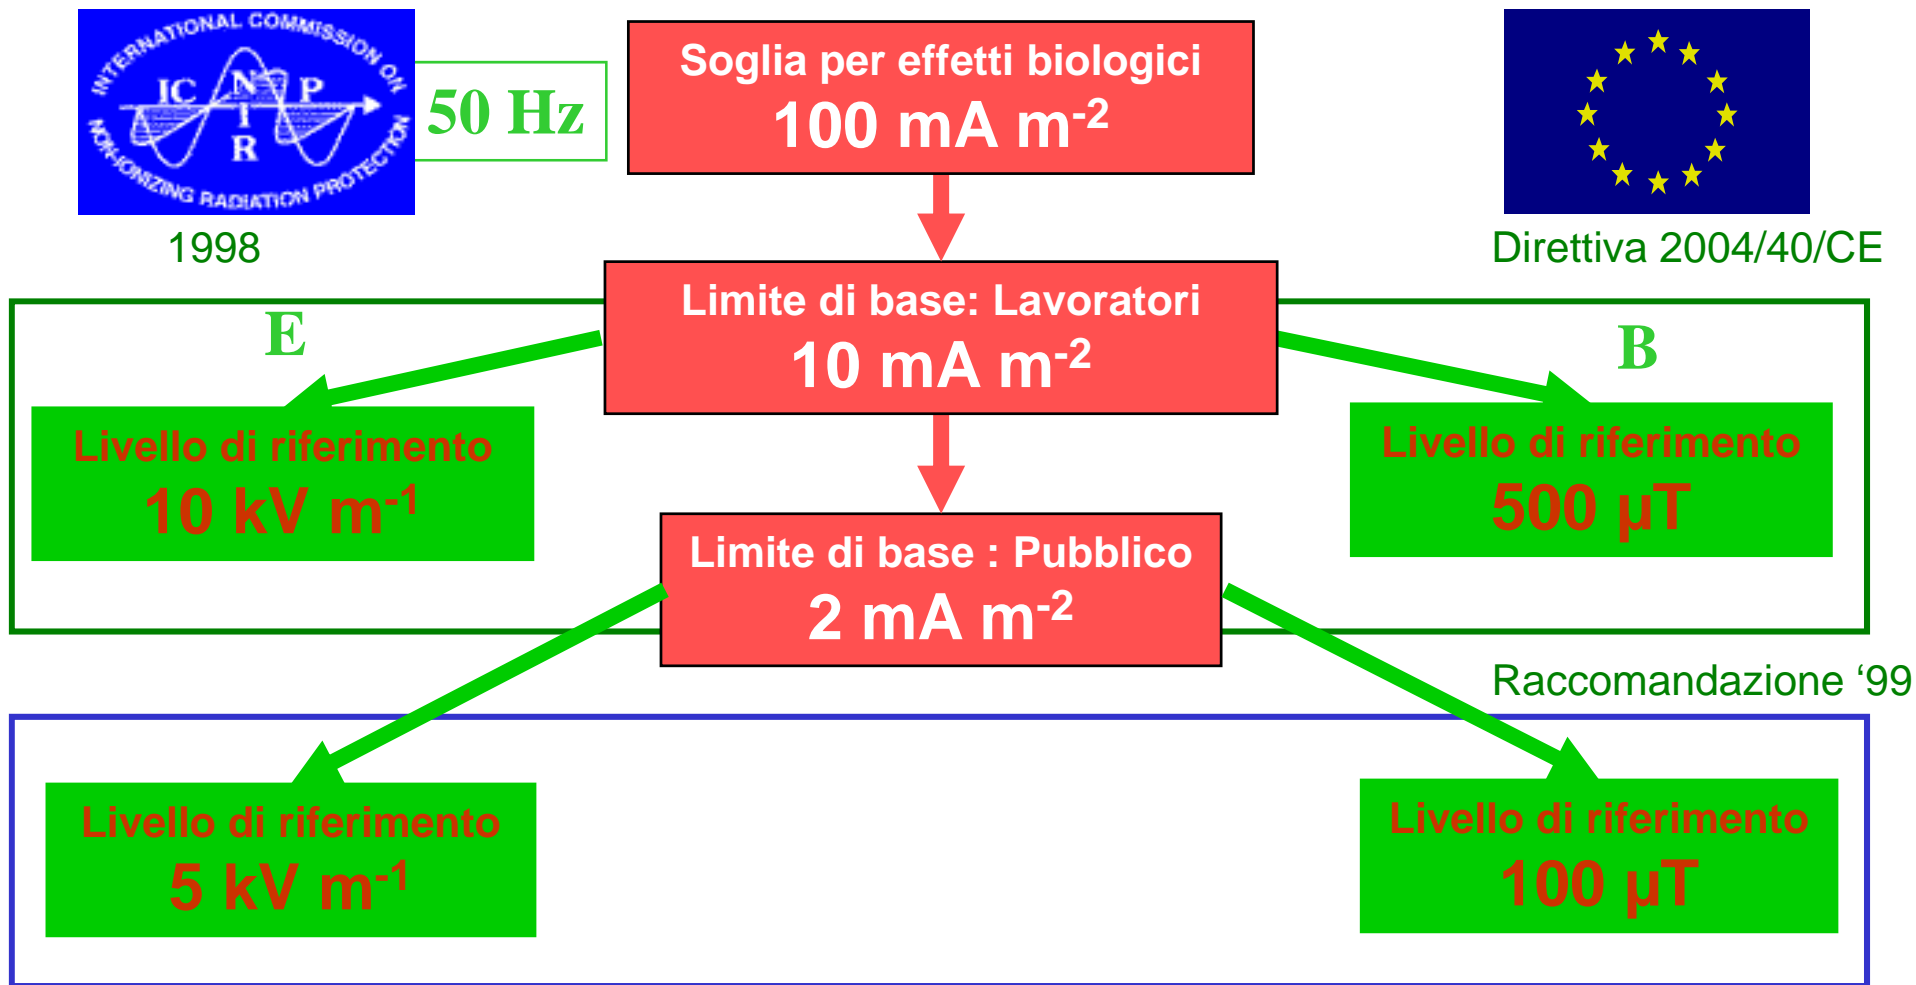 INTERNATIONAL COMMISSION ON
IC N P
I
R
NON-IONIZING RADIATION PROTECTION
50 Hz
1998
Soglia per effetti biologici
100 mA m⁻²
Direttiva 2004/40/CE
Limite di base: Lavoratori
10 mA m⁻²
E
B
Livello di riferimento
10 kV m⁻¹
Livello di riferimento
500 µT
Limite di base : Pubblico
2 mA m⁻²
Raccomandazione ‘99
Livello di riferimento
5 kV m⁻¹
Livello di riferimento
100 µT